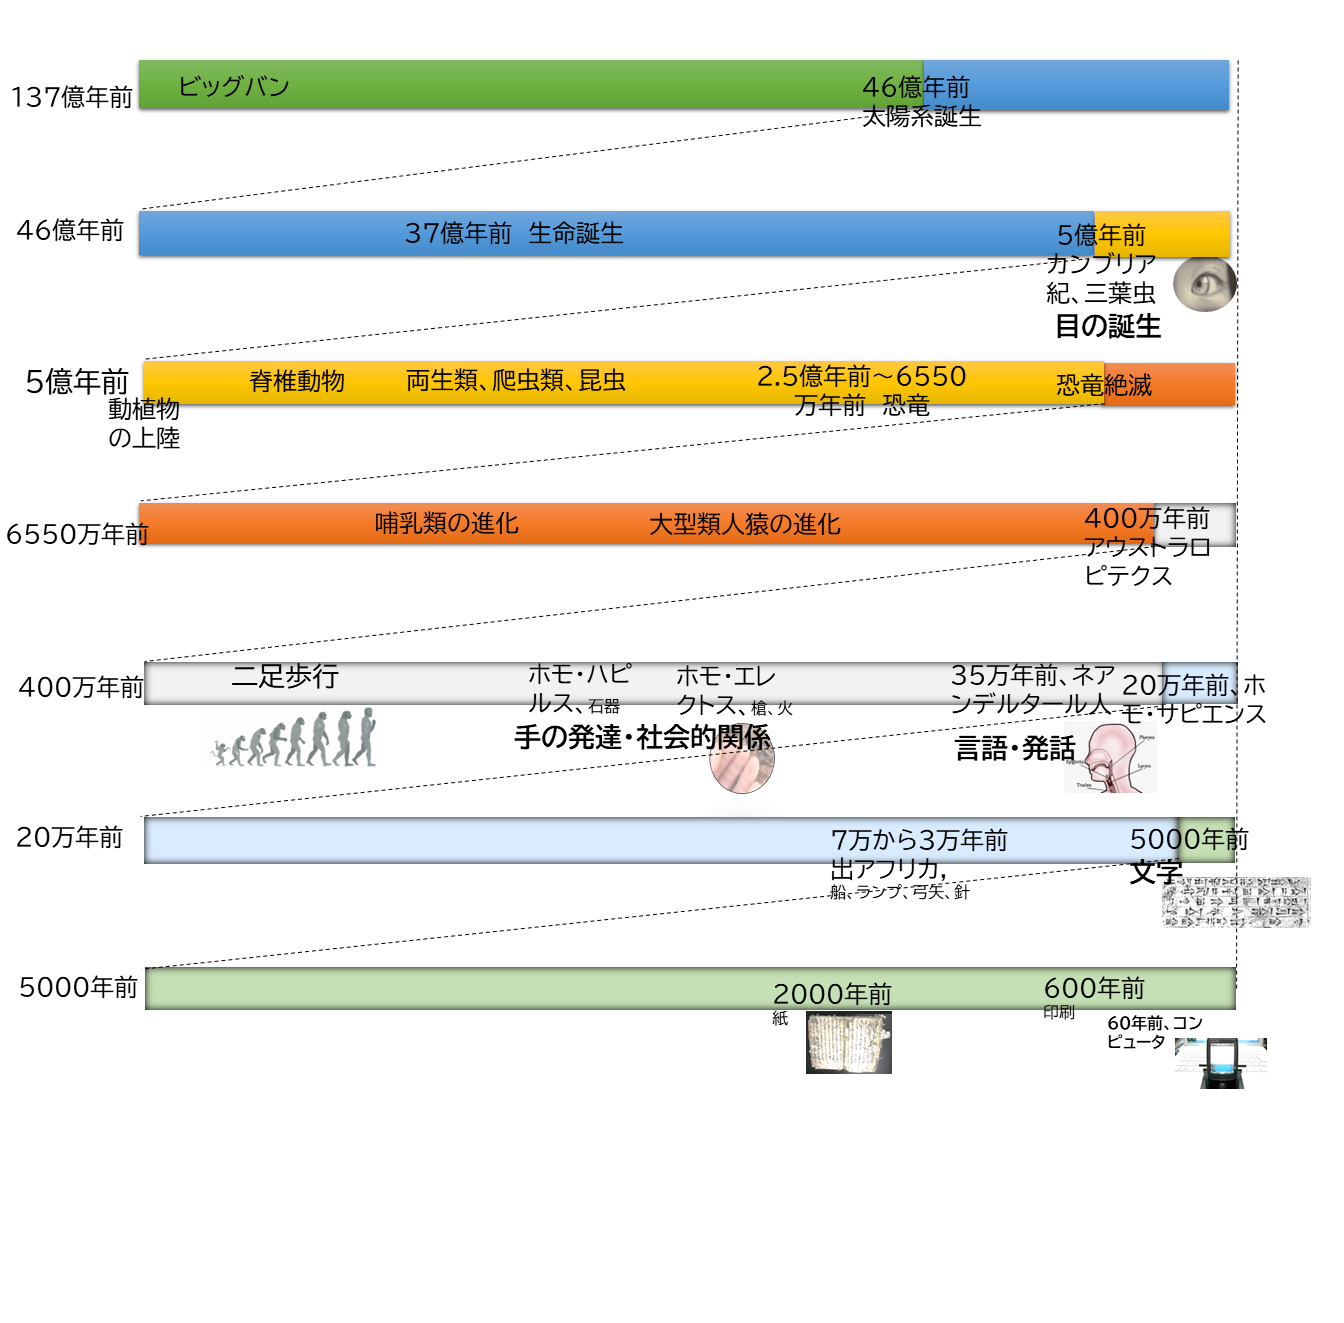 137億年前
ビッグバン
46億年前
太陽系誕生
46億年前
37億年前　生命誕生
5億年前
カンブリア
紀、三葉虫
目の誕生
5億年前
動植物
の上陸
脊椎動物
両生類、爬虫類、昆虫
2.5億年前～6550
万年前　恐竜
恐竜絶滅
6550万年前
哺乳類の進化
大型類人猿の進化
400万年前
アウストラロ
ピテクス
400万年前
二足歩行
ホモ・ハビ
ルス、石器
ホモ・エレ
クトス、槍、火
手の発達・社会的関係
35万年前、ネア
ンデルタール人
言語・発話
20万年前、ホ
モ・サピエンス
Pharynx
Epiglottis
Larynx
Trachea
20万年前
7万から3万年前
出アフリカ,
船、ランプ、弓矢、針
5000年前
文字
5000年前
2000年前
紙
600年前
印刷
60年前、コン
ピュータ